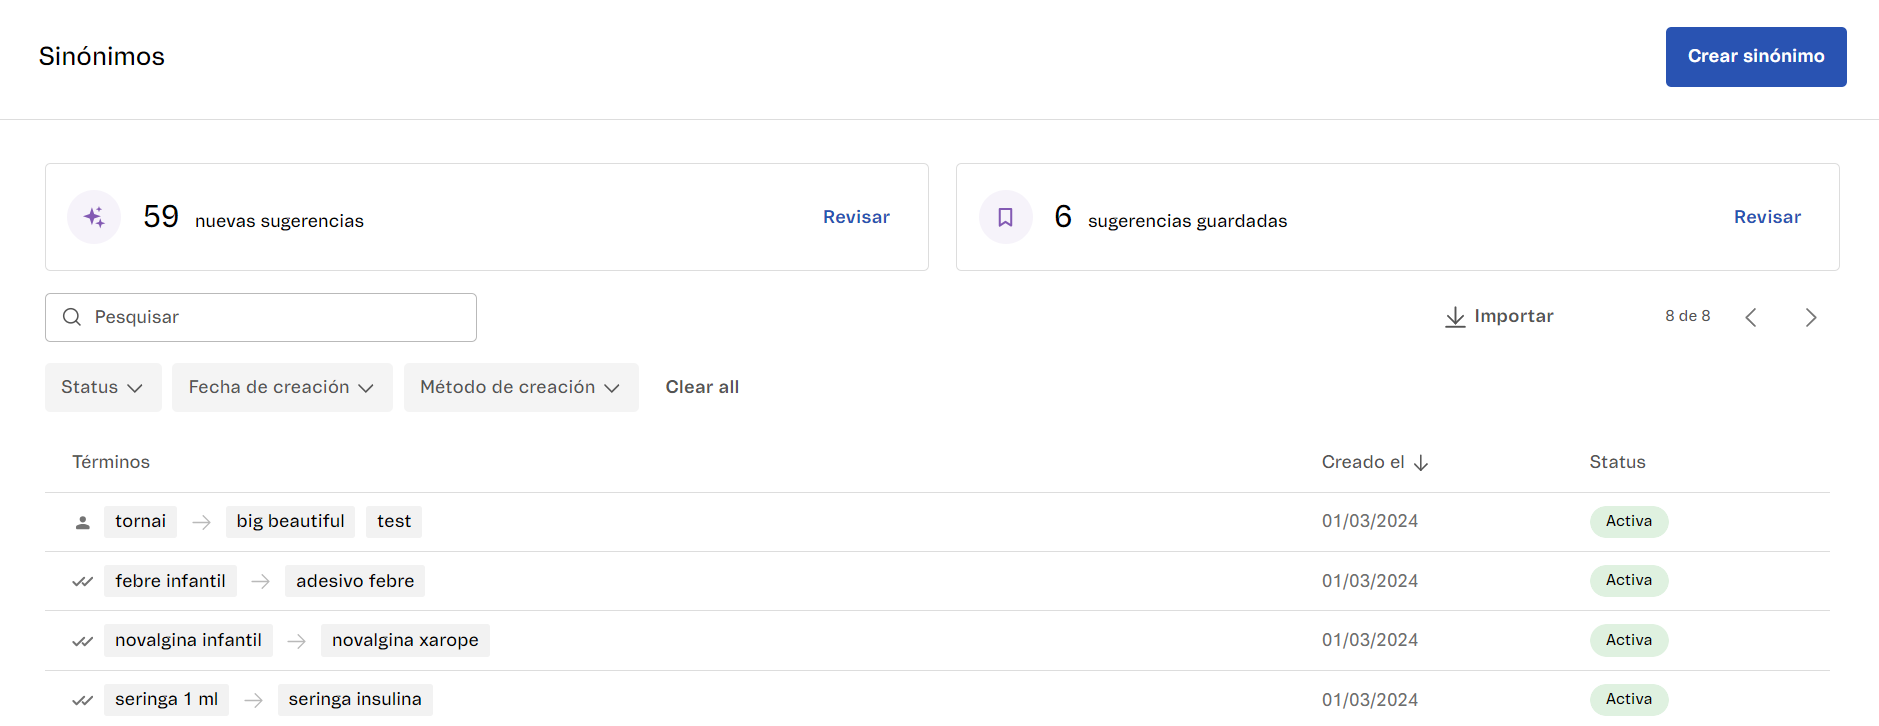 Sinónimos
Crear sinónimo
59 nuevas sugerencias
Revisar
6 sugerencias guardadas
Revisar
Pesquisar
Importar
8 de 8
Status
Fecha de creación
Método de creación
Clear all
Términos
Creado el
Status
tornai big beautiful test 01/03/2024 Activa
febre infantil adesivo febre 01/03/2024 Activa
novalgina infantil novalgina xarope 01/03/2024 Activa
seringa 1 ml seringa insulina 01/03/2024 Activa